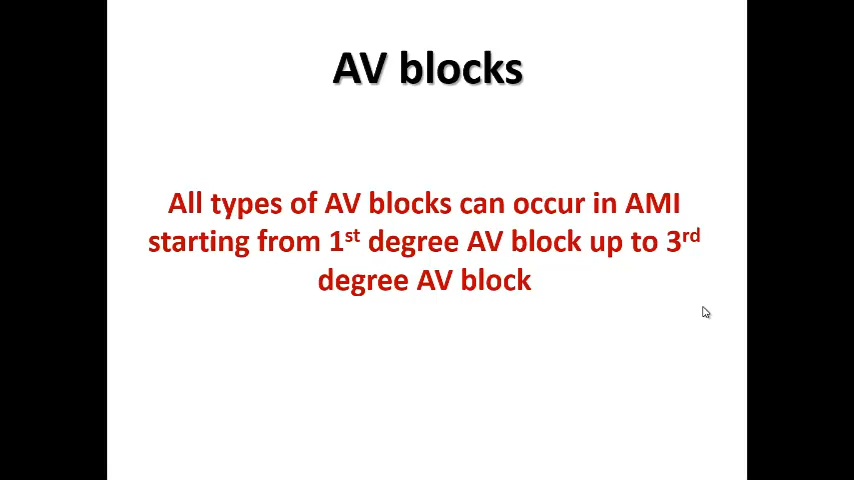 AV blocks
All types of AV blocks can occur in AMI
starting from 1st degree AV block up to 3rd
degree AV block